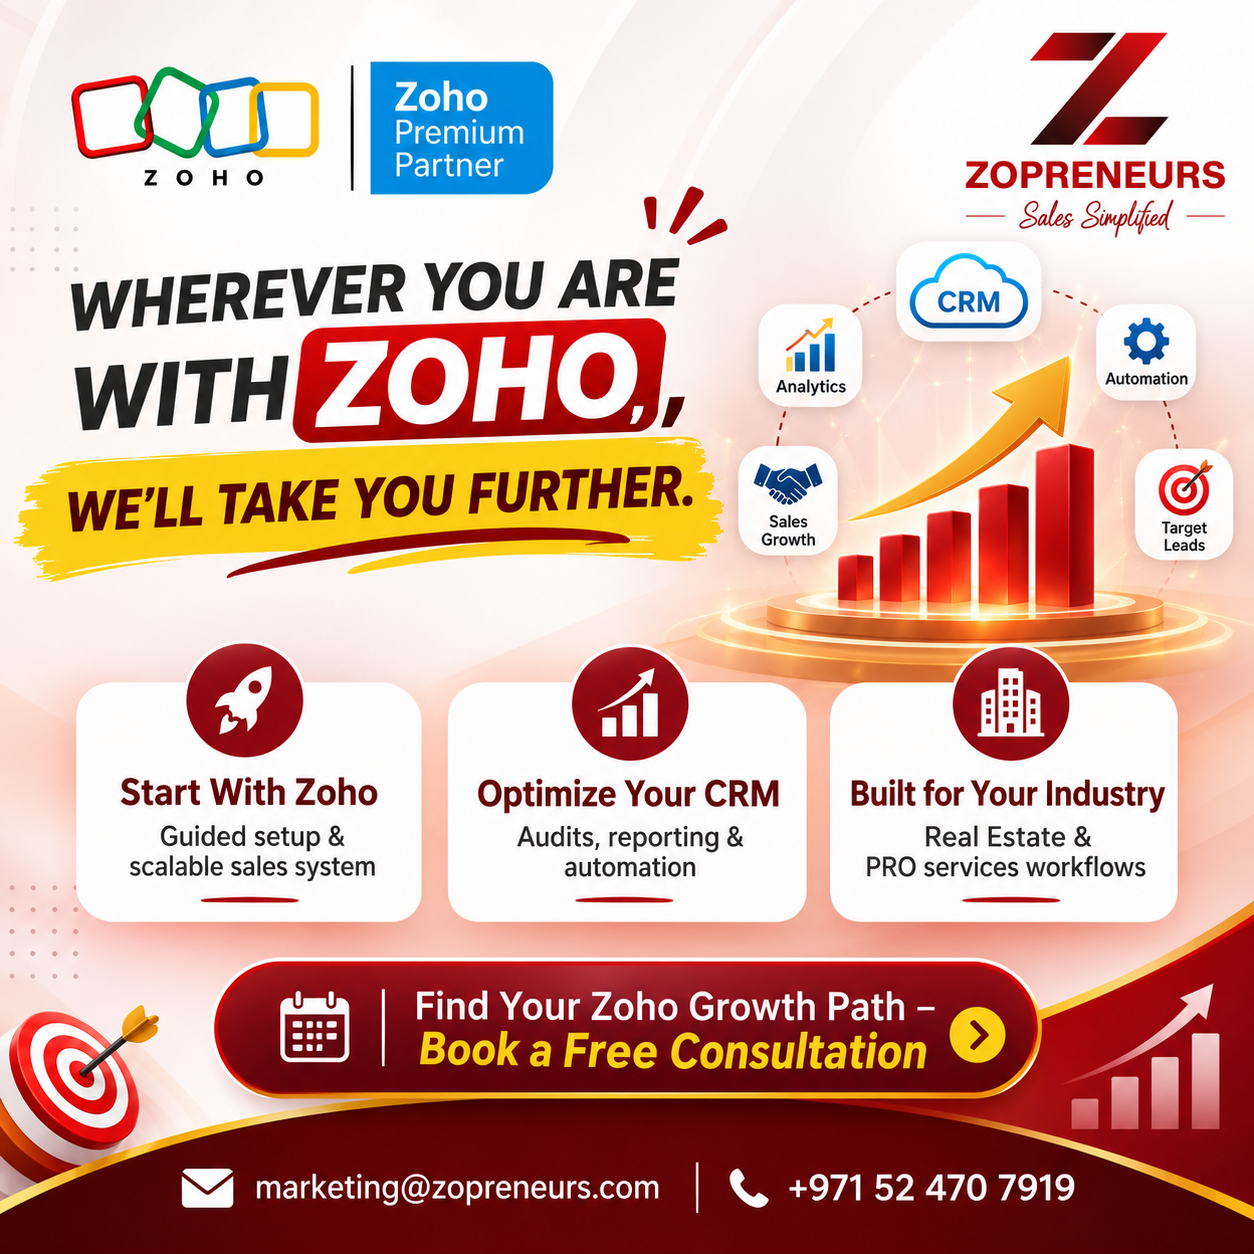 ZOHO
Zoho
Premium
Partner
ZOPRENEURS
Sales Simplified
WHEREVER YOU ARE
WITH ZOHO, ,
WE'LL TAKE YOU FURTHER.
CRM
Analytics
Automation
Sales
Growth
Target
Leads
Start With Zoho
Guided setup &
scalable sales system
Optimize Your CRM
Audits, reporting &
automation
Built for Your Industry
Real Estate &
PRO services workflows
Find Your Zoho Growth Path –
Book a Free Consultation
marketing@zopreneurs.com
+971 52 470 7919